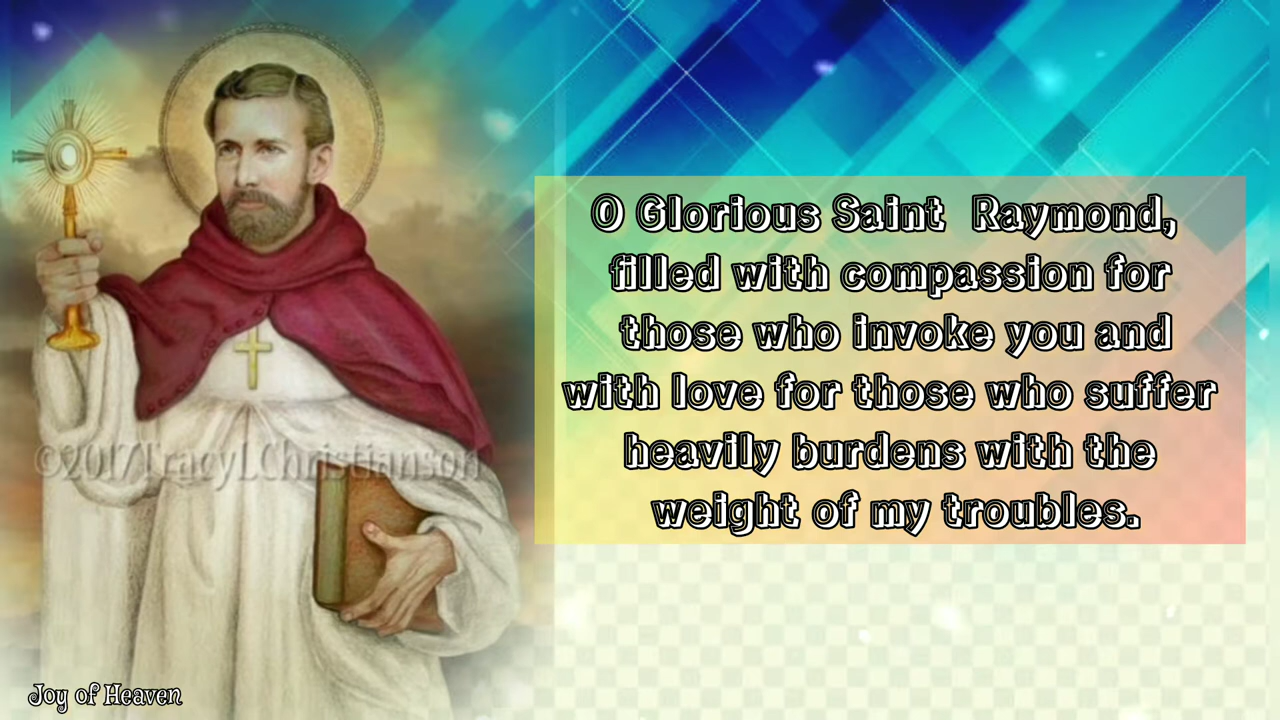 O Glorious Saint Raymond,
filled with compassion for
those who invoke you and
with love for those who suffer
heavily burdens with the
weight of my troubles.
©2017TracyLChristianson
Joy of Heaven